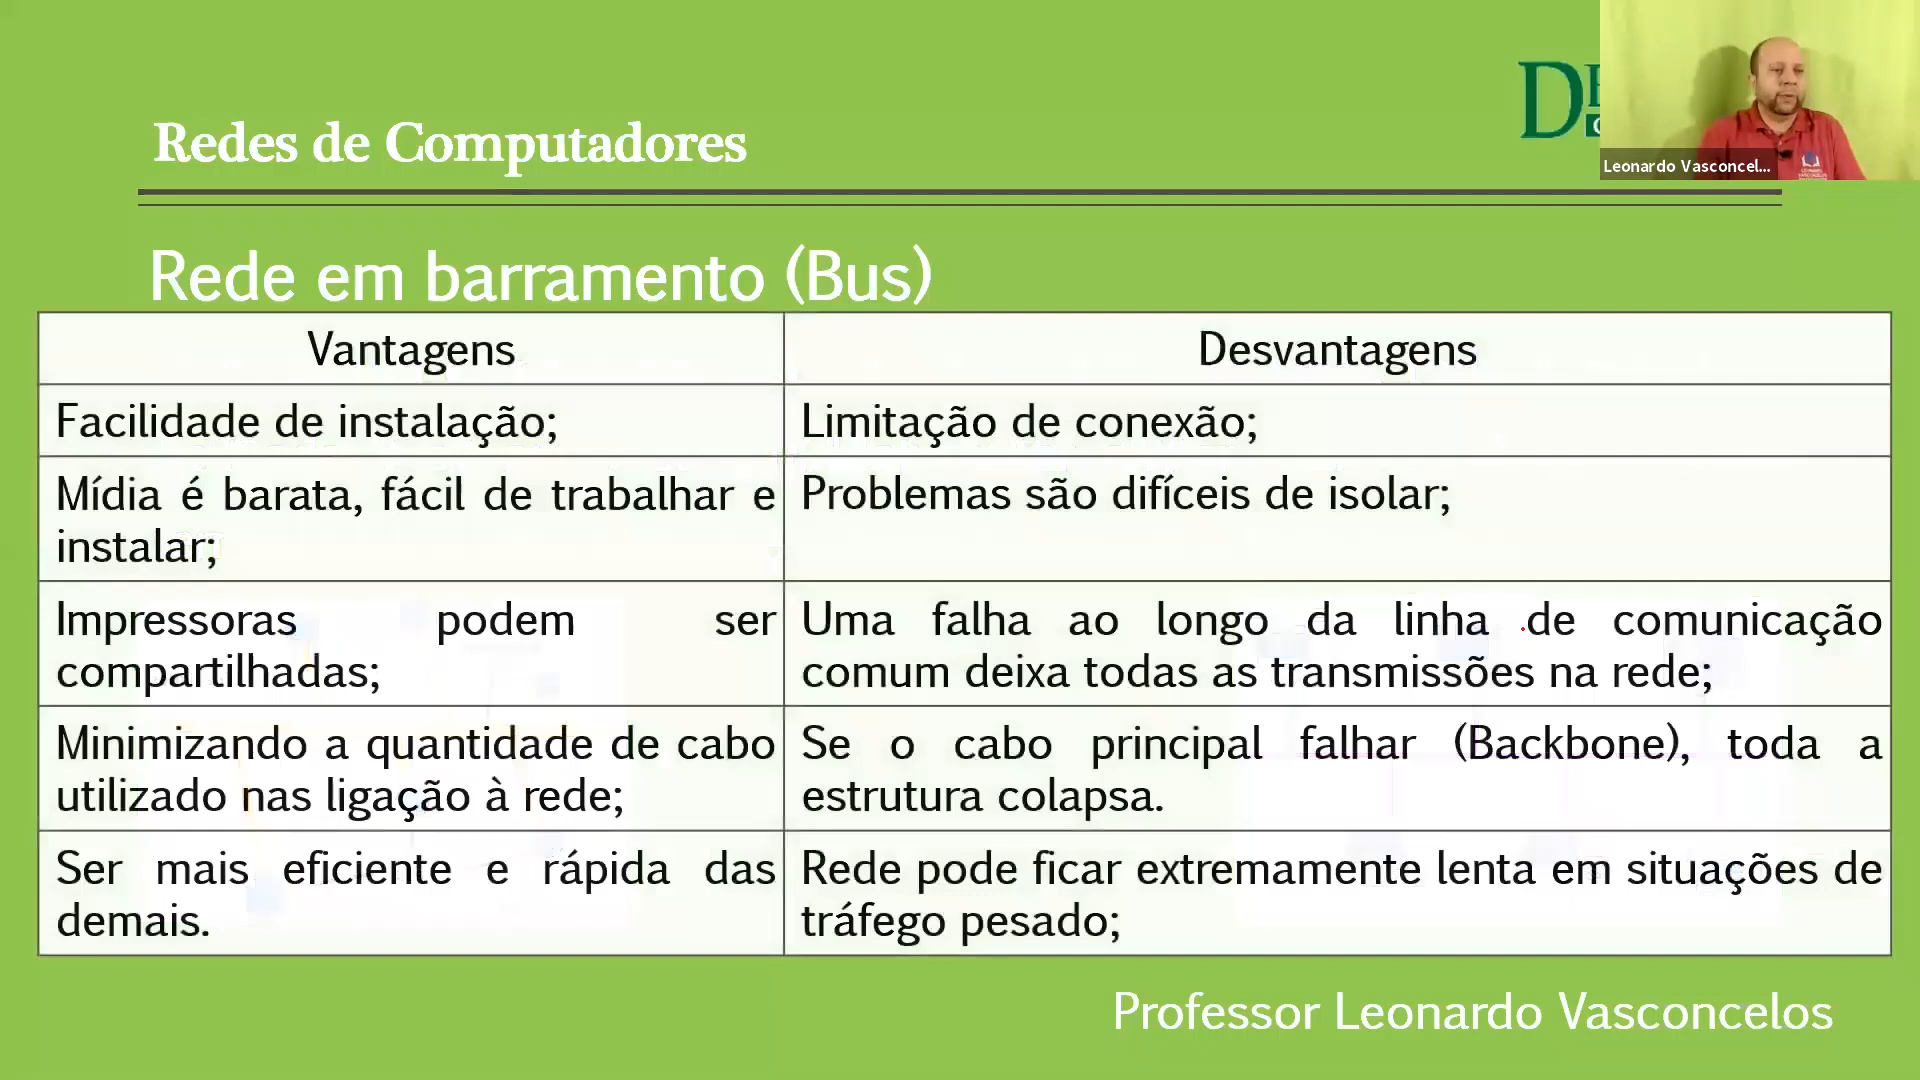 Redes de Computadores
Leonardo Vasconcel...
Rede em barramento (Bus)
Vantagens
Desvantagens
Facilidade de instalação;
Limitação de conexão;
Mídia é barata, fácil de trabalhar e
instalar;
Problemas são difíceis de isolar;
Impressoras podem ser
compartilhadas;
Uma falha ao longo da linha de comunicação
comum deixa todas as transmissões na rede;
Minimizando a quantidade de cabo
utilizado nas ligação à rede;
Se o cabo principal falhar (Backbone), toda a
estrutura colapsa.
Ser mais eficiente e rápida das
demais.
Rede pode ficar extremamente lenta em situações de
tráfego pesado;
Professor Leonardo Vasconcelos